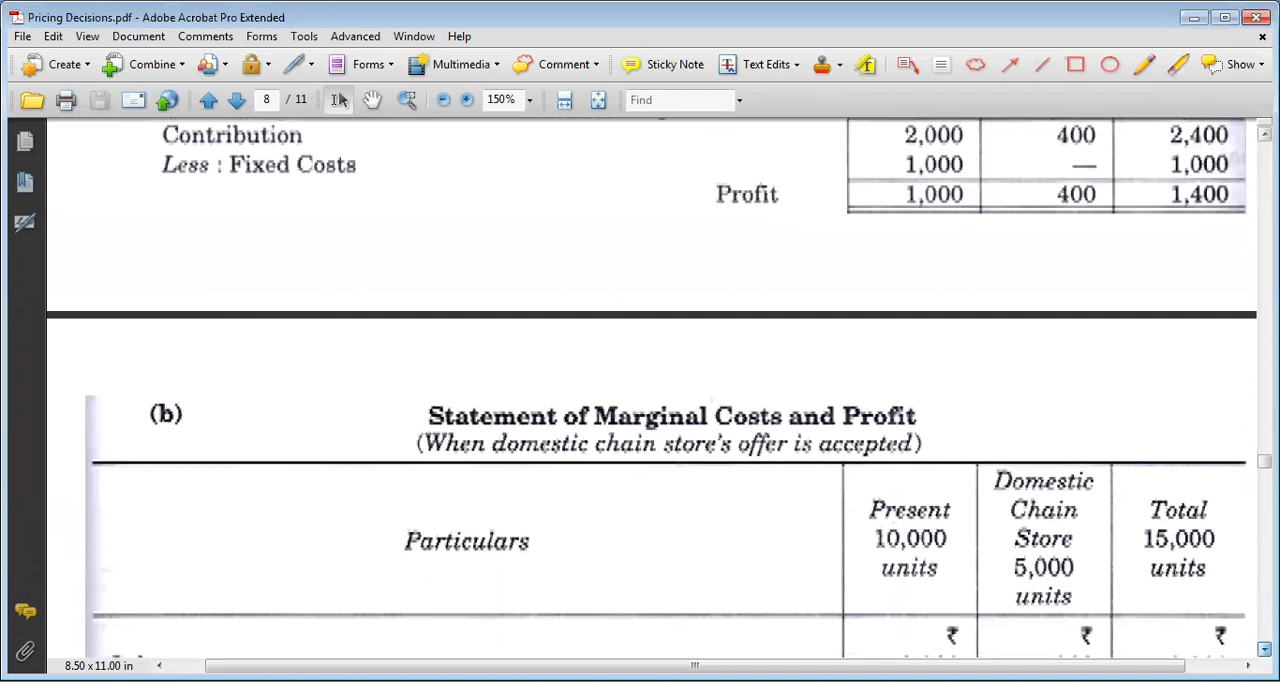 Pricing Decisions.pdf - Adobe Acrobat Pro Extended
File Edit View Document Comments Forms Tools Advanced Window Help
Create Combine Forms Multimedia Comment Sticky Note Text Edits Show
8 / 11 150% Find
Contribution 2,000 400 2,400
Less : Fixed Costs 1,000 — 1,000
Profit 1,000 400 1,400
(b) Statement of Marginal Costs and Profit
(When domestic chain store's offer is accepted)
Particulars
Present
10,000
units
Domestic
Chain
Store
5,000
units
Total
15,000
units
₹ ₹ ₹
8.50 x 11.00 in